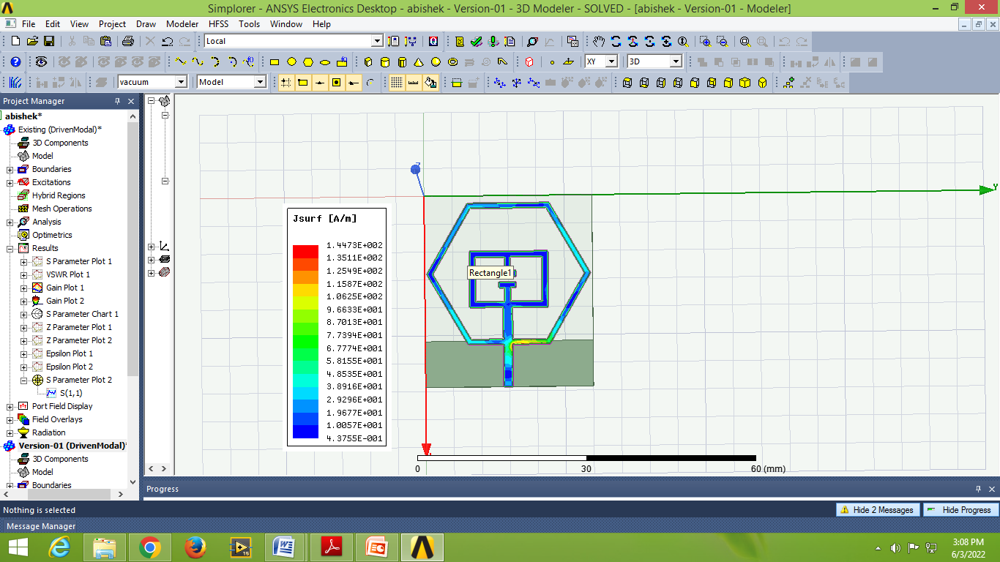 Simplorer - ANSYS Electronics Desktop - abishek - Version-01 - 3D Modeler - SOLVED - [abishek - Version-01 - Modeler]
File Edit View Project Draw Modeler HFSS Tools Window Help
Local
XY
3D
vacuum
Model
Project Manager
abishek*
Existing (DrivenModal)*
3D Components
Model
Boundaries
Excitations
Hybrid Regions
Mesh Operations
Analysis
Optimetrics
Results
S Parameter Plot 1
VSWR Plot 1
Gain Plot 1
Gain Plot 2
S Parameter Chart 1
Z Parameter Plot 1
Z Parameter Plot 2
Epsilon Plot 1
Epsilon Plot 2
S Parameter Plot 2
S(1,1)
Port Field Display
Field Overlays
Radiation
Version-01 (DrivenModal)*
3D Components
Model
Boundaries
Z
Y
Jsurf [A/m]
1.4473E+002
1.3511E+002
1.2549E+002
1.1587E+002
1.0625E+002
9.6633E+001
8.7013E+001
7.7394E+001
6.7774E+001
5.8155E+001
4.8535E+001
3.8916E+001
2.9296E+001
1.9677E+001
1.0057E+001
4.3755E-001
Rectangle1
0 30 60 (mm)
Progress
Nothing is selected
Hide 2 Messages
Hide Progress
Message Manager
15
3:08 PM
6/3/2022